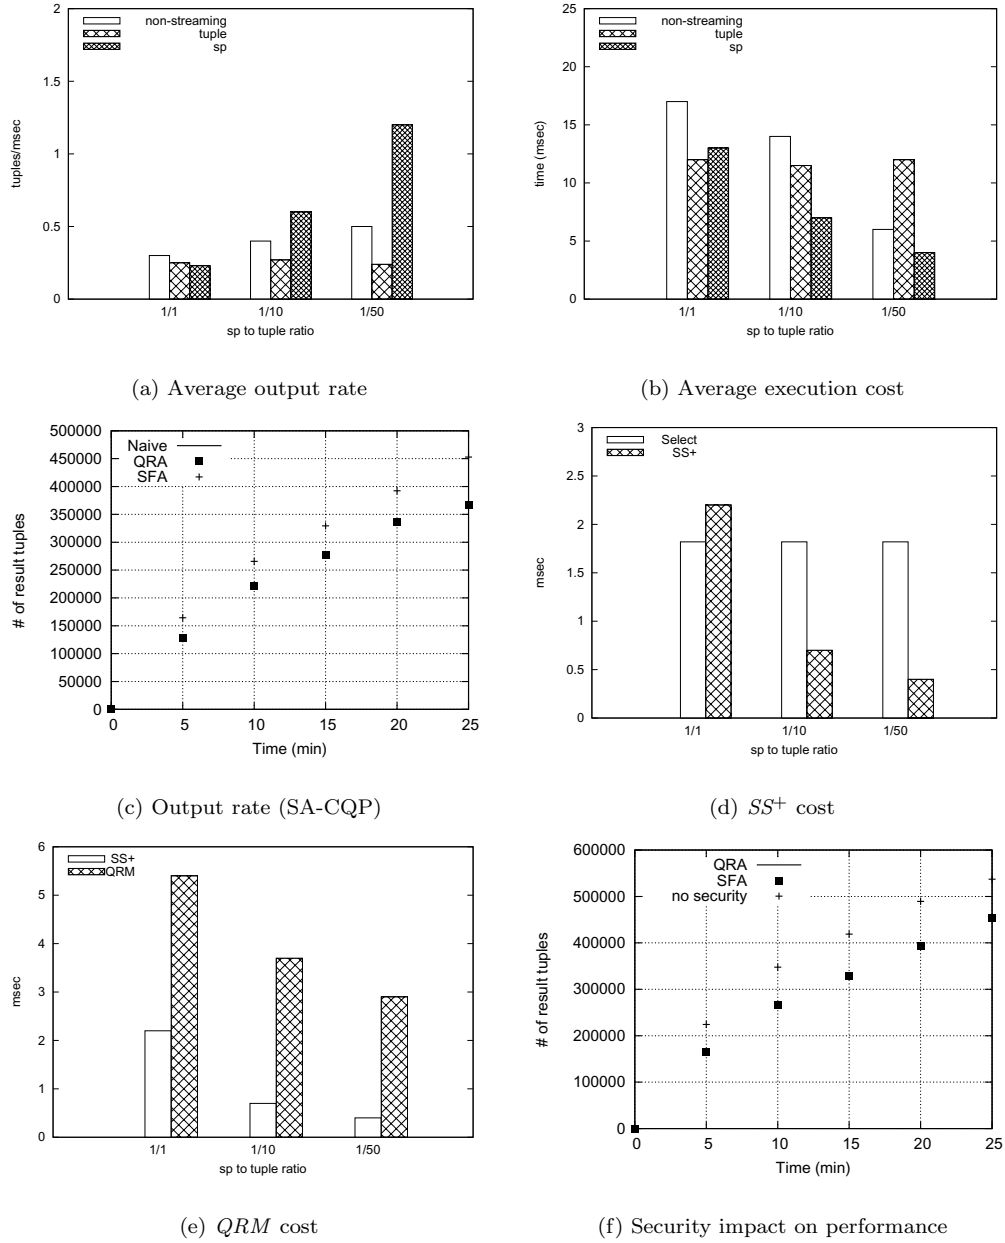 2
1.5
1
0.5
0
tuples/msec
non-streaming
tuple
sp
1/1 1/10 1/50
sp to tuple ratio
(a) Average output rate
25
20
15
10
5
0
time (msec)
non-streaming
tuple
sp
1/1 1/10 1/50
sp to tuple ratio
(b) Average execution cost
500000
450000
400000
350000
300000
250000
200000
150000
100000
50000
0
# of result tuples
Naive
QRA
SFA
0 5 10 15 20 25
Time (min)
(c) Output rate (SA-CQP)
3
2.5
2
1.5
1
0.5
0
msec
Select
SS+
1/1 1/10 1/50
sp to tuple ratio
(d) SS+ cost
6
5
4
3
2
1
0
msec
SS+
QRM
1/1 1/10 1/50
sp to tuple ratio
(e) QRM cost
600000
500000
400000
300000
200000
100000
0
# of result tuples
QRA
SFA
no security
0 5 10 15 20 25
Time (min)
(f) Security impact on performance